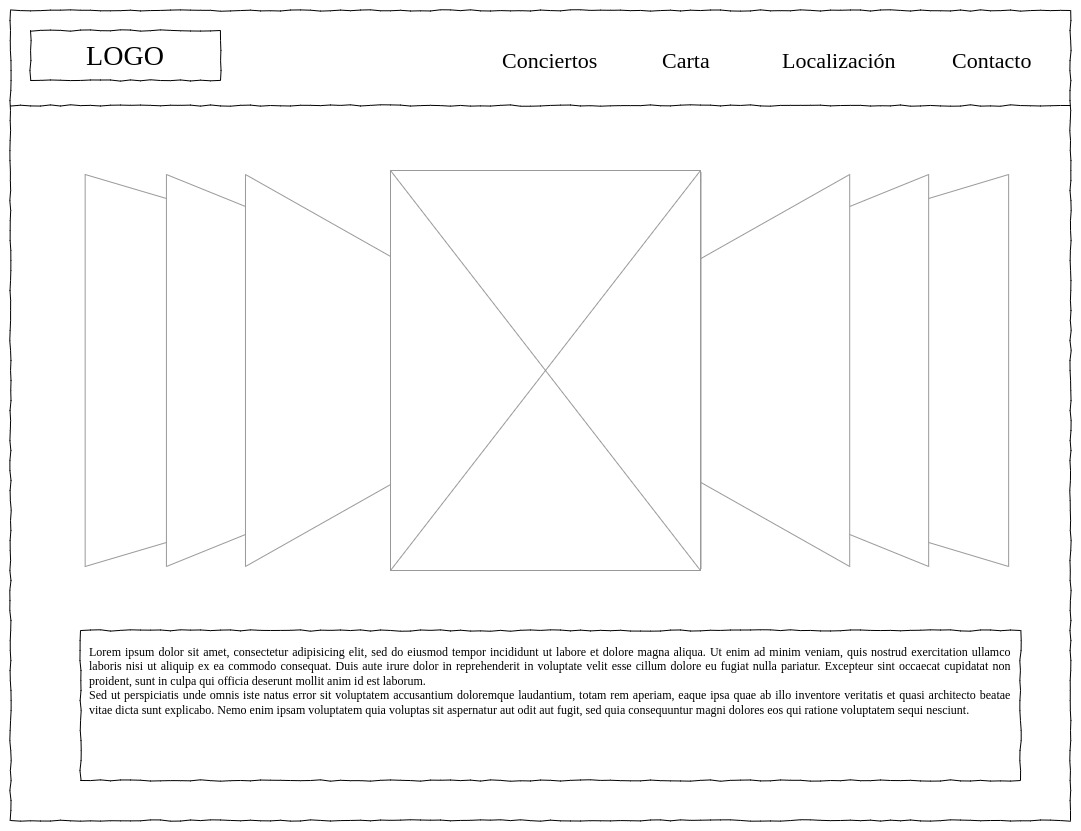 LOGO
Conciertos Carta Localización Contacto
Lorem ipsum dolor sit amet, consectetur adipisicing elit, sed do eiusmod tempor incididunt ut labore et dolore magna aliqua. Ut enim ad minim veniam, quis nostrud exercitation ullamco
laboris nisi ut aliquip ex ea commodo consequat. Duis aute irure dolor in reprehenderit in voluptate velit esse cillum dolore eu fugiat nulla pariatur. Excepteur sint occaecat cupidatat non
proident, sunt in culpa qui officia deserunt mollit anim id est laborum.
Sed ut perspiciatis unde omnis iste natus error sit voluptatem accusantium doloremque laudantium, totam rem aperiam, eaque ipsa quae ab illo inventore veritatis et quasi architecto beatae
vitae dicta sunt explicabo. Nemo enim ipsam voluptatem quia voluptas sit aspernatur aut odit aut fugit, sed quia consequuntur magni dolores eos qui ratione voluptatem sequi nesciunt.